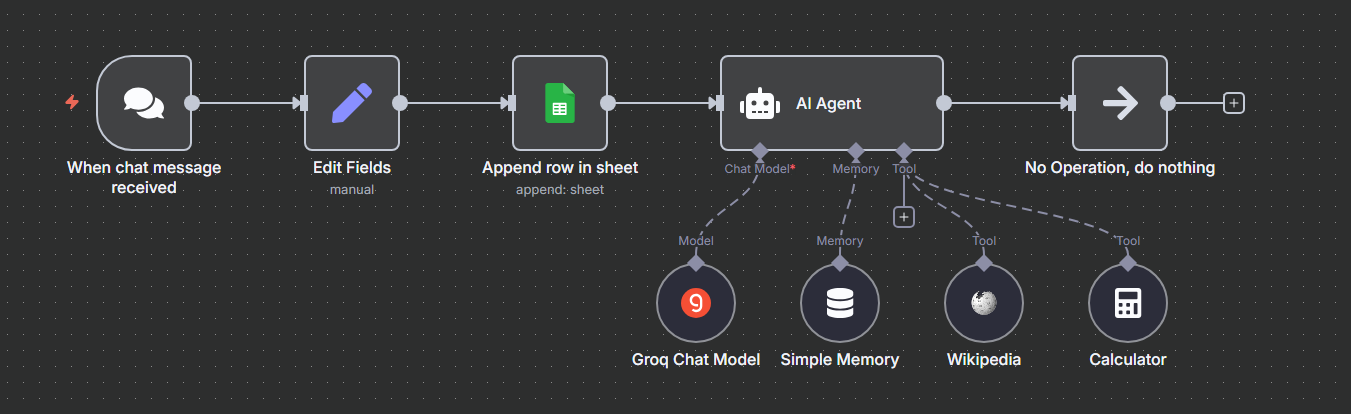 When chat message
received
Edit Fields
manual
Append row in sheet
append: sheet
AI Agent
Chat Model*
Memory
Tool
No Operation, do nothing
Model
Memory
Tool
Tool
Groq Chat Model
Simple Memory
Wikipedia
Calculator